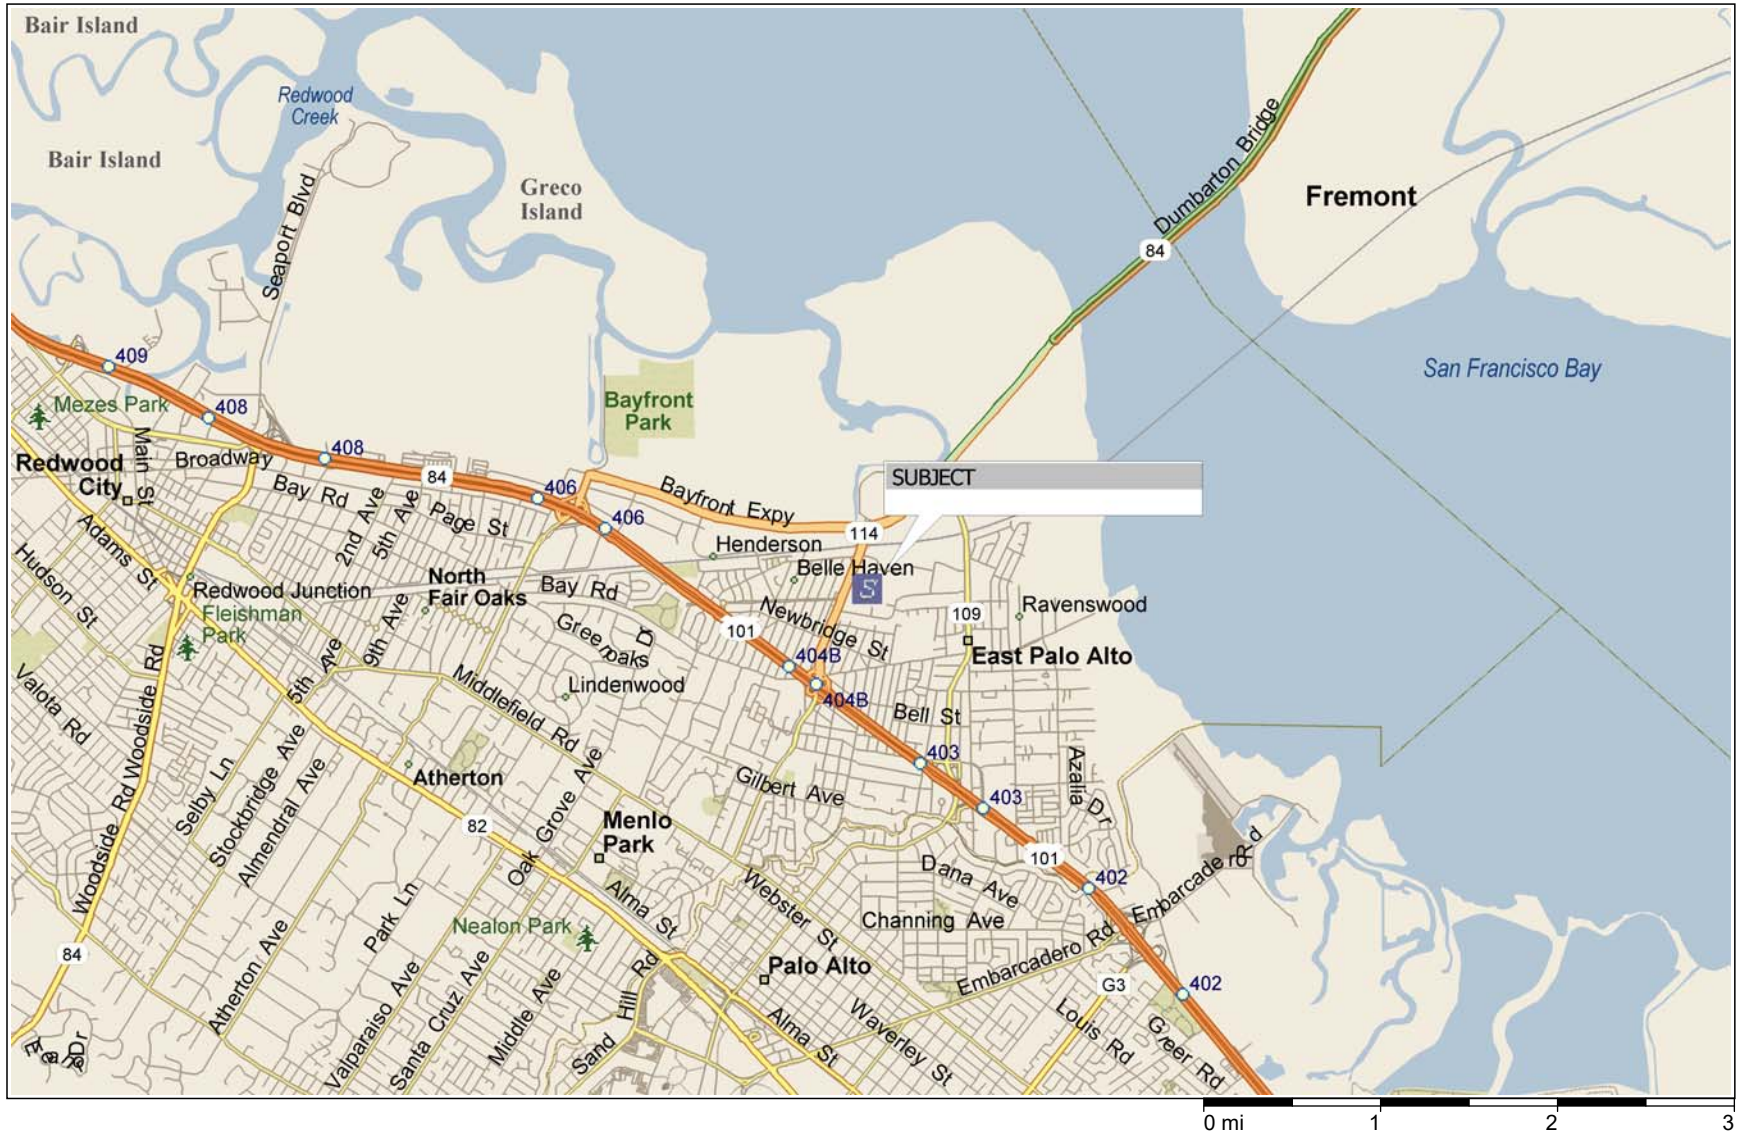 Bair Island
Redwood
Creek
Bair Island
Greco
Island
Seaport Blvd
Dumbarton Bridge
Fremont
84
San Francisco Bay
409
Mezes Park
408
Bayfront
Park
408
Main St
Redwood
City
Broadway
84
SUBJECT
Bay Rd
2nd Ave
5th Ave
Page St
406
406
Bayfront Expy
114
Henderson
Adams St
Hudson St
Redwood Junction
North
Fair Oaks
Bay Rd
Belle Haven
S
Fleishman
Park
9th Ave
Greenoaks Dr
101
Newbridge St
109
Ravenswood
East Palo Alto
5th Ave
404B
404B
Valota Rd
Woodside Rd
Middlefield Rd
Lindenwood
Bell St
403
Selby Ln
Stockbridge Ave
Almendral Ave
Atherton
Oak Grove Ave
Gilbert Ave
Azalia Dr
403
82
Menlo
Park
101
Woodside Rd
Embarcadero Rd
Dana Ave
402
Park Ln
Alma St
Webster St
Channing Ave
Nealon Park
84
Atherton Ave
Embarcadero Rd
Palo Alto
G3
402
Valparaiso Ave
Santa Cruz Ave
Middle Ave
Sand Hill Rd
Alma St
Waverley St
Louis Rd
Greer Rd
0 mi 1 2 3